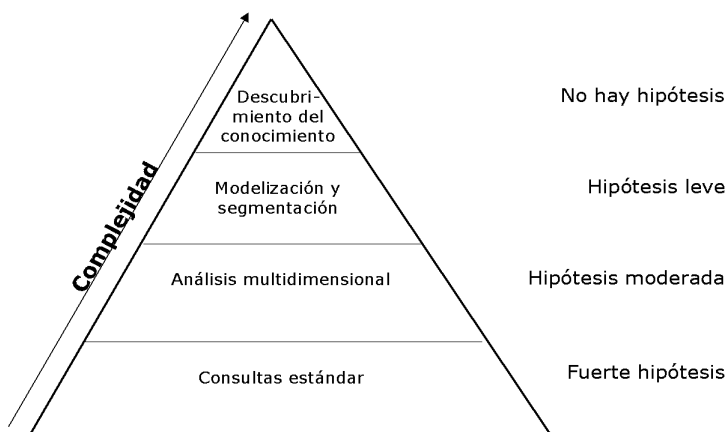 Descubri-
miento del
conocimiento
No hay hipótesis
Modelización y
segmentación
Hipótesis leve
Complejidad
Análisis multidimensional
Hipótesis moderada
Consultas estándar
Fuerte hipótesis